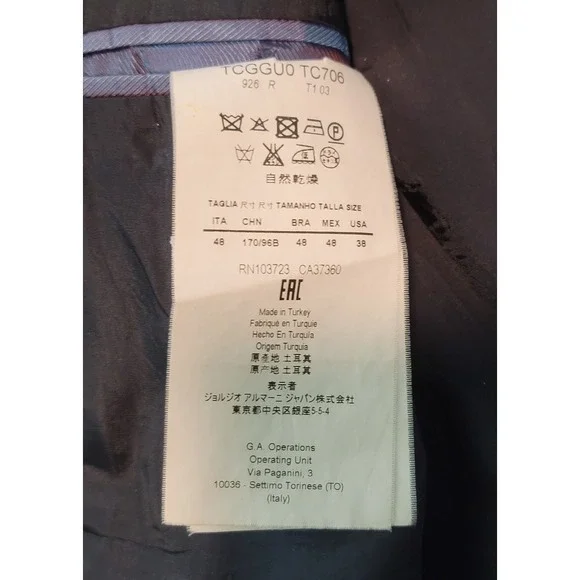 TCGGU0 TC706
926 R T1 03
P
自然乾燥
TAGLIA 尺寸 尺寸 TAMANHO TALLA SIZE
ITA CHN BRA MEX USA
48 170/96B 48 48 38
RN103723 CA37360
EAC
Made in Turkey
Fabriqué en Turquie
Hecho En Turquía
Origem Turquia
原產地 土耳其
原产地 土耳其
表示者
ジョルジオ アルマーニ ジャパン株式会社
東京都中央区銀座5-5-4
G.A. Operations
Operating Unit
Via Paganini, 3
10036 - Settimo Torinese (TO)
(Italy)